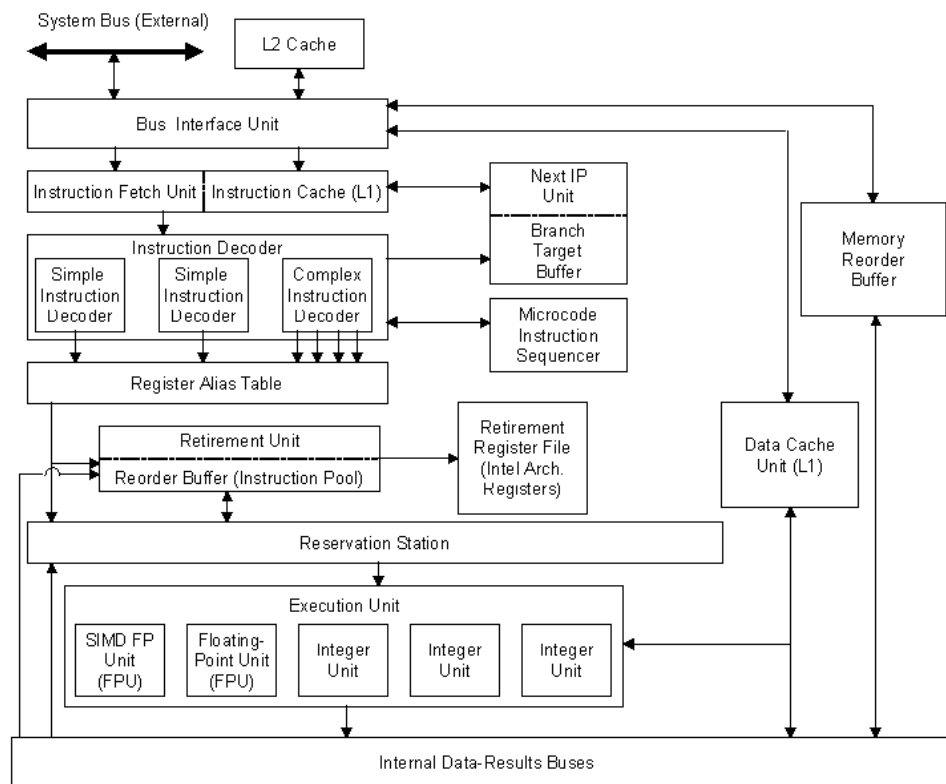 System Bus (External)
L2 Cache
Bus Interface Unit
Instruction Fetch Unit
Instruction Cache (L1)
Next IP
Unit
Branch
Target
Buffer
Memory
Reorder
Buffer
Instruction Decoder
Simple
Instruction
Decoder
Simple
Instruction
Decoder
Complex
Instruction
Decoder
Microcode
Instruction
Sequencer
Register Alias Table
Retirement Unit
Reorder Buffer (Instruction Pool)
Retirement
Register File
(Intel Arch.
Registers)
Data Cache
Unit (L1)
Reservation Station
Execution Unit
SIMD FP
Unit
(FPU)
Floating-
Point Unit
(FPU)
Integer
Unit
Integer
Unit
Integer
Unit
Internal Data-Results Buses